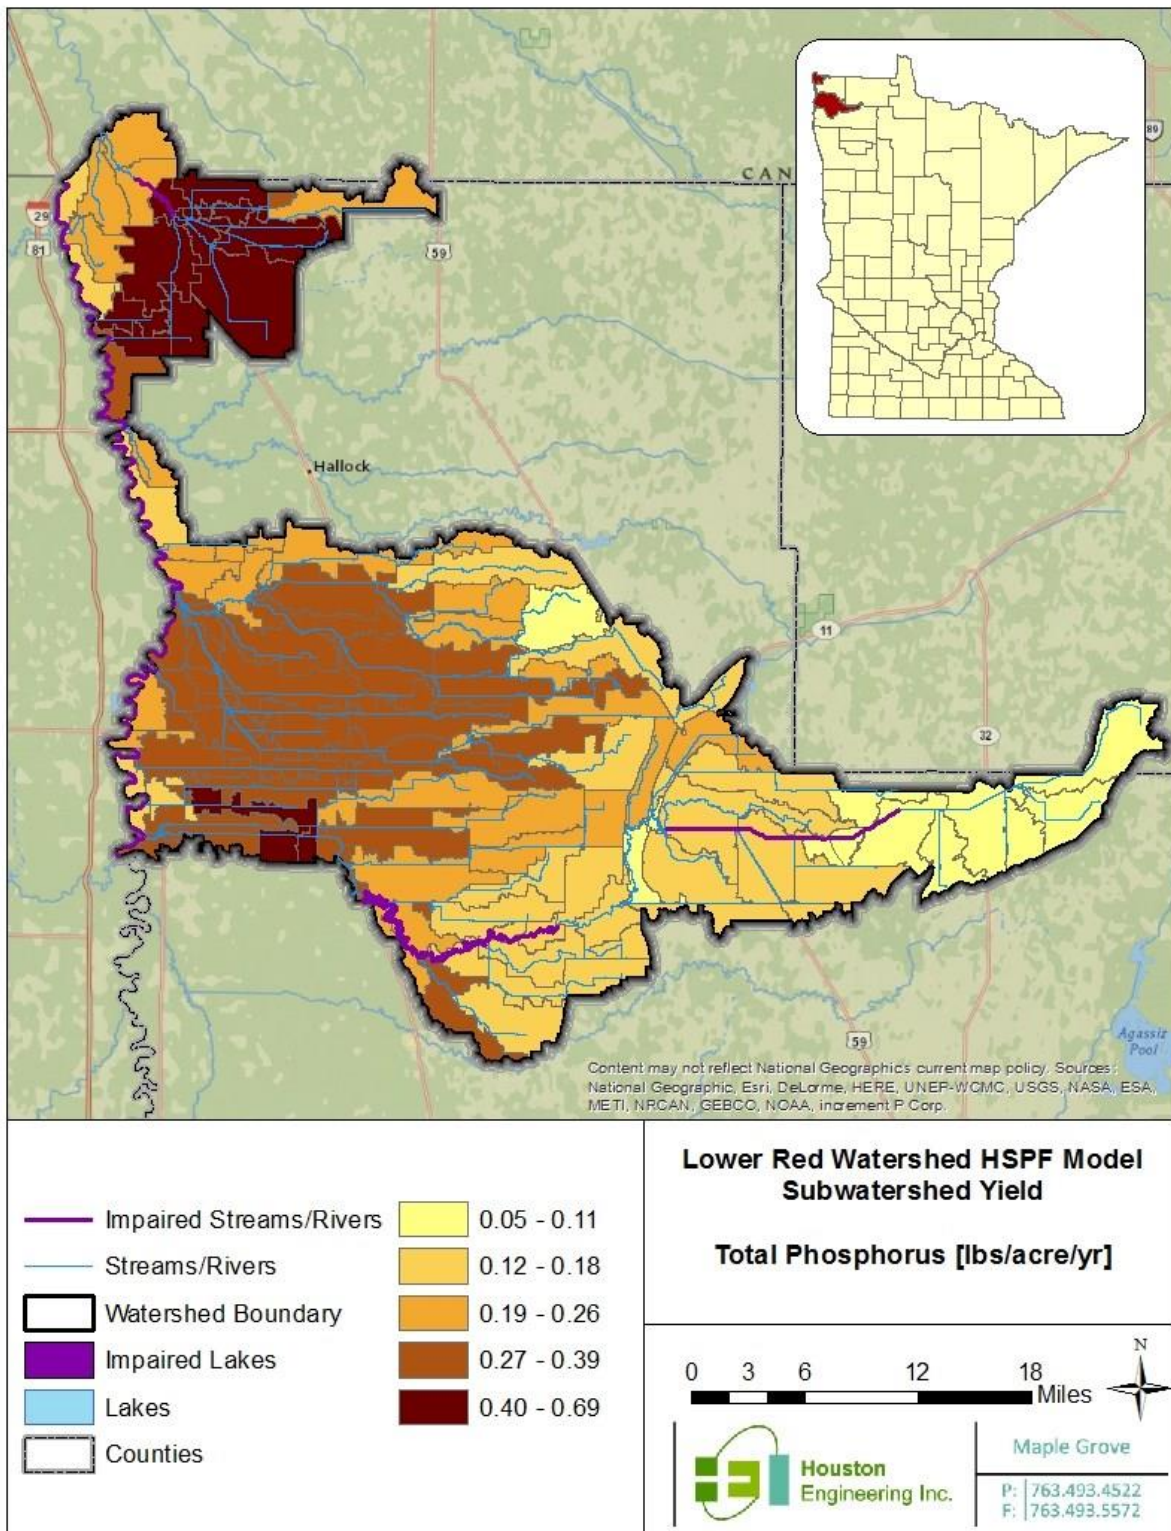 CAN
89
29
81
59
Hallock
11
32
59
Agassiz
Pool
Content may not reflect National Geographic's current map policy. Sources:
National Geographic, Esri, DeLorme, HERE, UNEP-WCMC, USGS, NASA, ESA,
METI, NRCAN, GEBCO, NOAA, increment P Corp.
Impaired Streams/Rivers
Streams/Rivers
Watershed Boundary
Impaired Lakes
Lakes
Counties
0.05 - 0.11
0.12 - 0.18
0.19 - 0.26
0.27 - 0.39
0.40 - 0.69
Lower Red Watershed HSPF Model
Subwatershed Yield
Total Phosphorus [lbs/acre/yr]
0 3 6 12 18
Miles
N
Houston
Engineering Inc.
Maple Grove
P: 763.493.4522
F: 763.493.5572